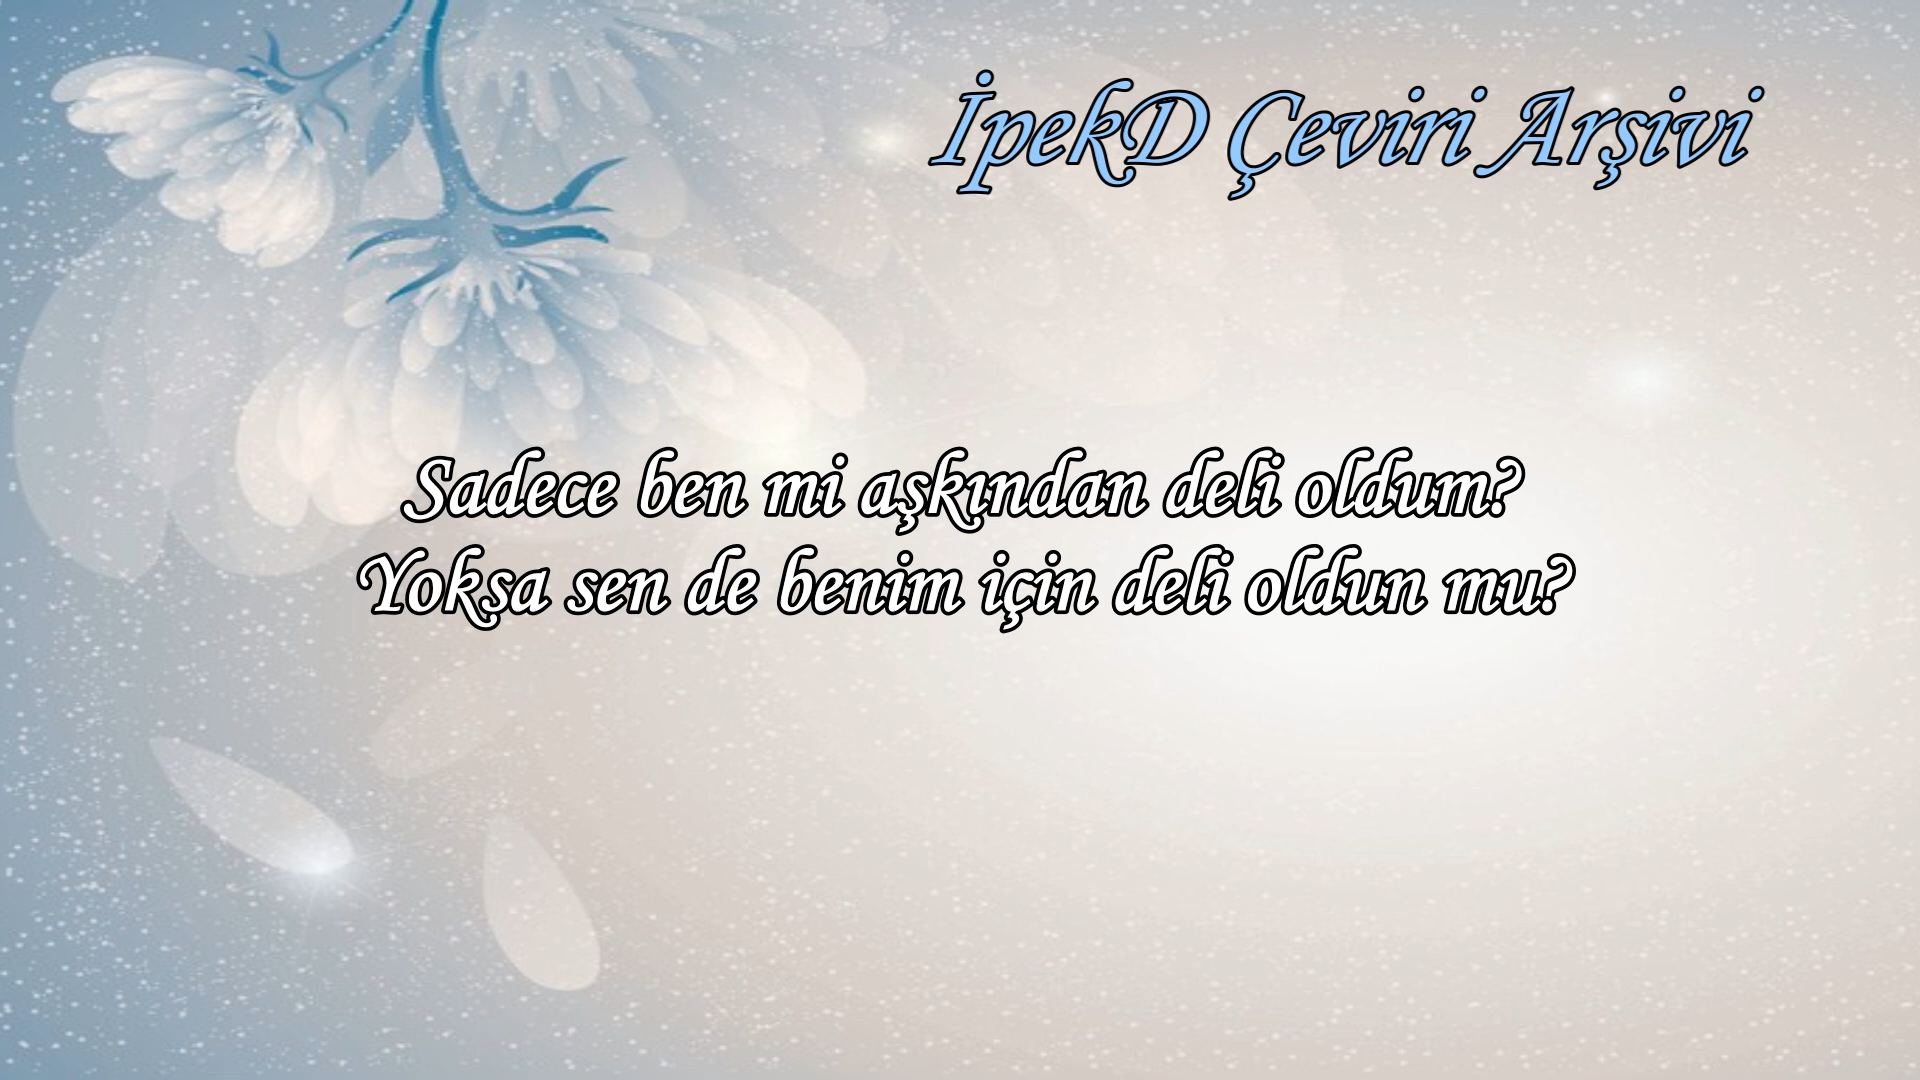 İpekD Çeviri Arşivi
Sadece ben mi aşkından deli oldum?
Yoksa sen de benim için deli oldun mu?